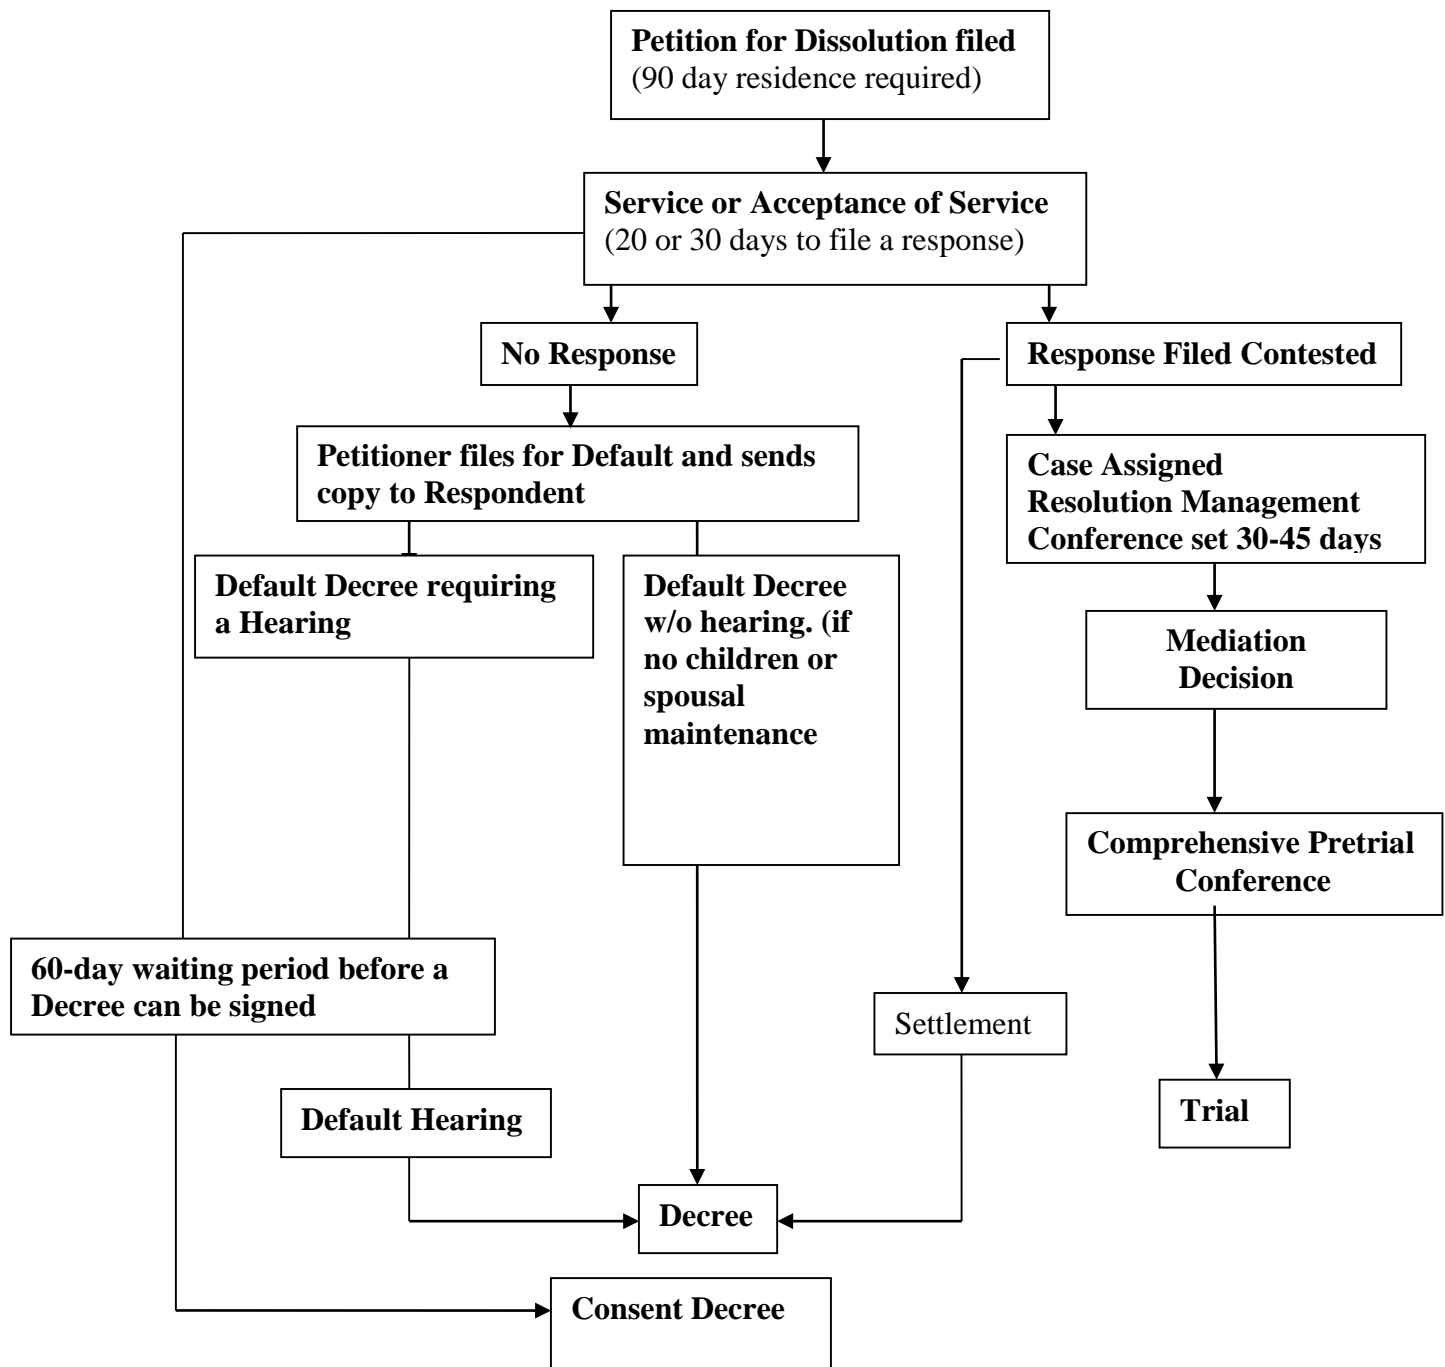 Petition for Dissolution filed
(90 day residence required)
Service or Acceptance of Service
(20 or 30 days to file a response)
No Response
Response Filed Contested
Petitioner files for Default and sends
copy to Respondent
Case Assigned
Resolution Management
Conference set 30-45 days
Default Decree requiring
a Hearing
Default Decree
w/o hearing. (if
no children or
spousal
maintenance
Mediation
Decision
Comprehensive Pretrial
Conference
60-day waiting period before a
Decree can be signed
Settlement
Default Hearing
Trial
Decree
Consent Decree